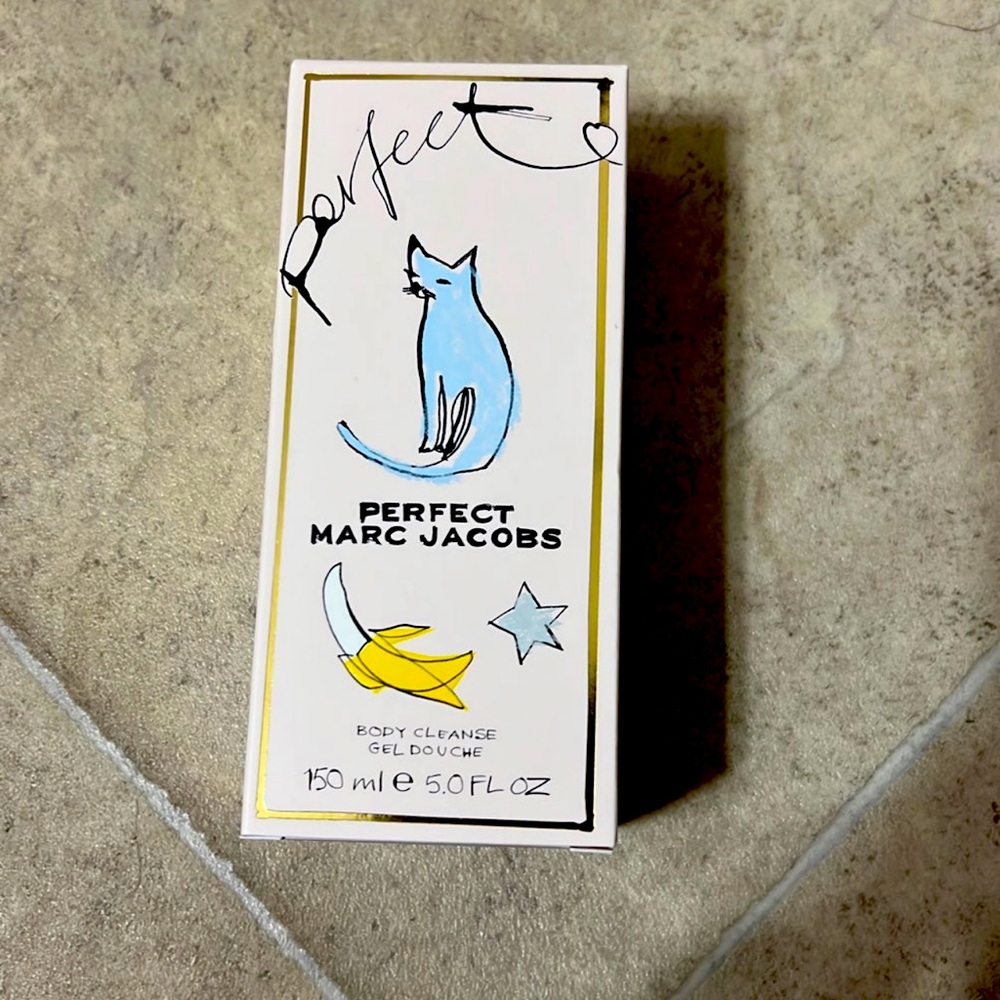 Perfect
PERFECT
MARC JACOBS
BODY CLEANSE
GEL DOUCHE
150 ml e 5.0 FL OZ